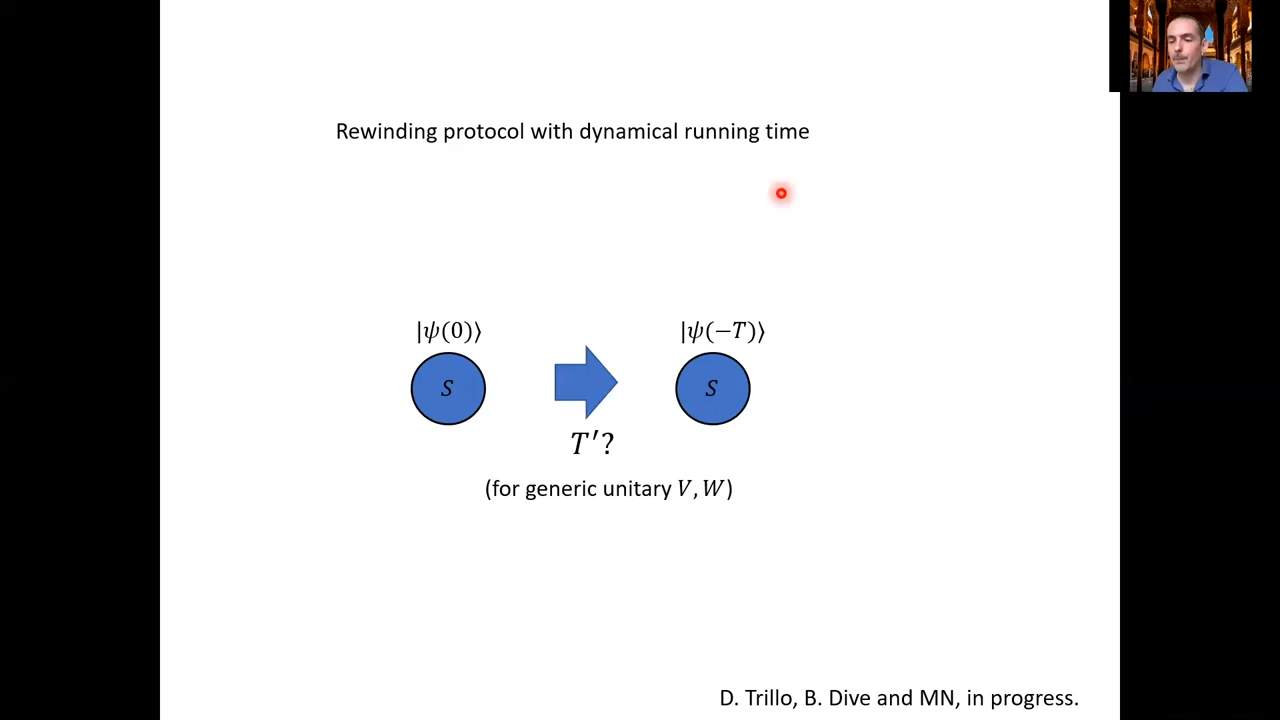 Rewinding protocol with dynamical running time
|ψ(0)⟩ |ψ(−T)⟩
S S
T′?
(for generic unitary V, W)
D. Trillo, B. Dive and MN, in progress.